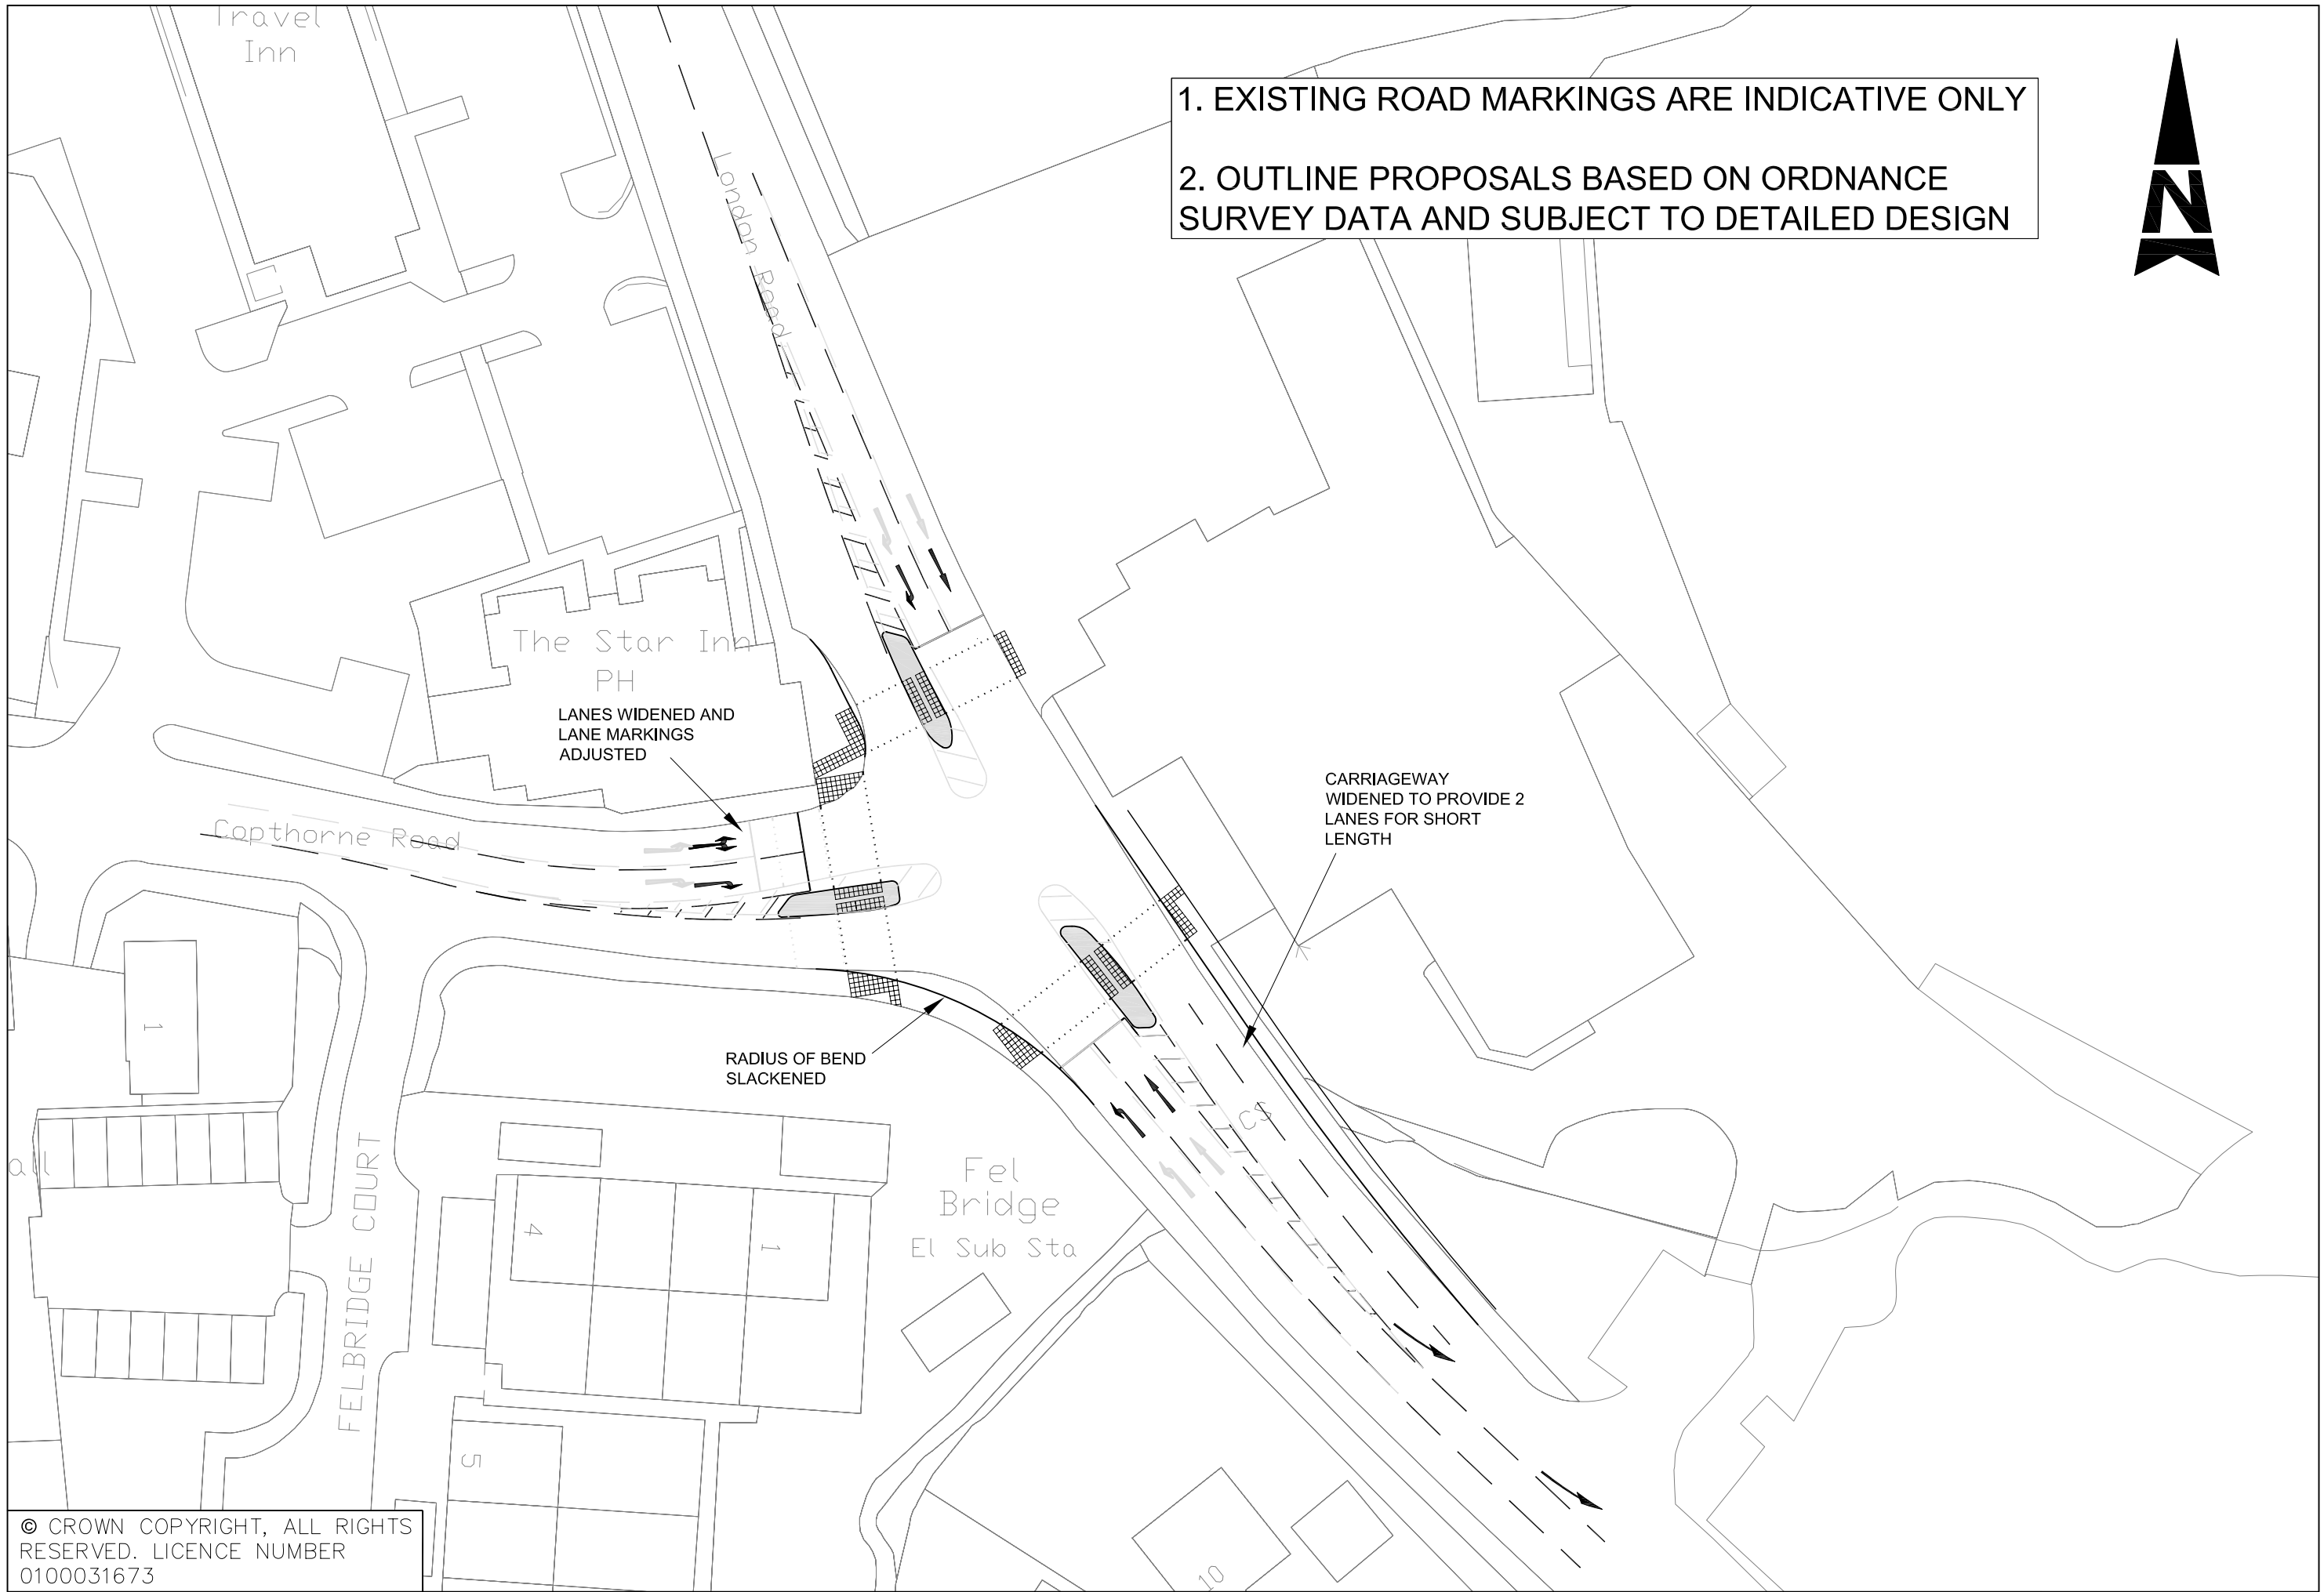 Travel
Inn
1. EXISTING ROAD MARKINGS ARE INDICATIVE ONLY
2. OUTLINE PROPOSALS BASED ON ORDNANCE
SURVEY DATA AND SUBJECT TO DETAILED DESIGN
N
London Road
The Star Inn
PH
LANES WIDENED AND
LANE MARKINGS
ADJUSTED
CARRIAGEWAY
WIDENED TO PROVIDE 2
LANES FOR SHORT
LENGTH
Copthorne Road
1
RADIUS OF BEND
SLACKENED
CS
all
FELBRIDGE COURT
4
1
Fel
Bridge
El Sub Sta
5
10
© CROWN COPYRIGHT, ALL RIGHTS
RESERVED. LICENCE NUMBER
0100031673